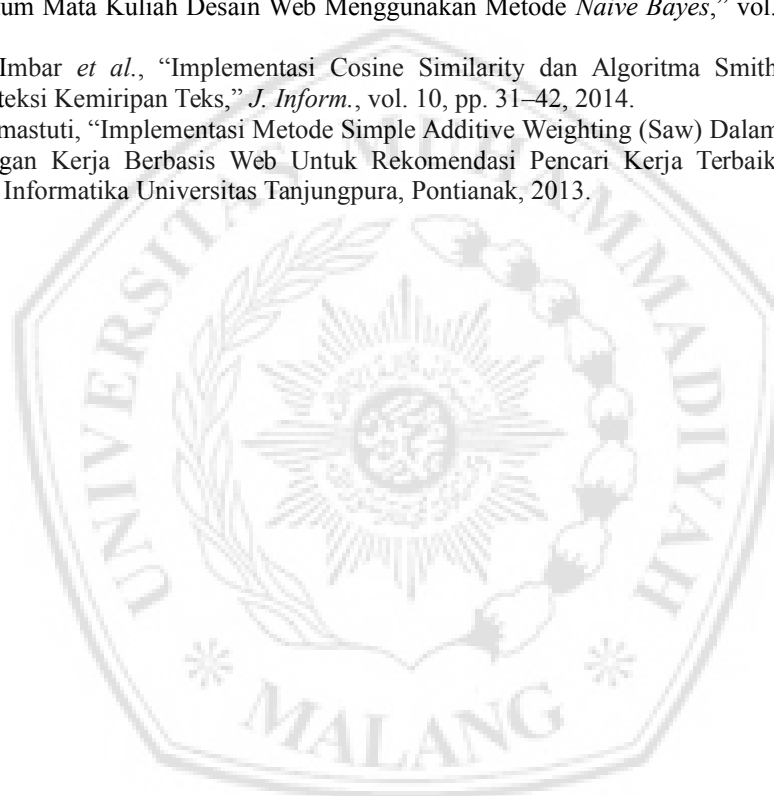 um Mata Kuliah Desain Web Menggunakan Metode Naive Bayes,” vol.
Imbar et al., “Implementasi Cosine Similarity dan Algoritma Smith
teksi Kemiripan Teks,” J. Inform., vol. 10, pp. 31–42, 2014.
mastuti, “Implementasi Metode Simple Additive Weighting (Saw) Dalam
gan Kerja Berbasis Web Untuk Rekomendasi Pencari Kerja Terbaik
Informatika Universitas Tanjungpura, Pontianak, 2013.
UNIVERSITAS MUHAMMADIYAH
MALANG